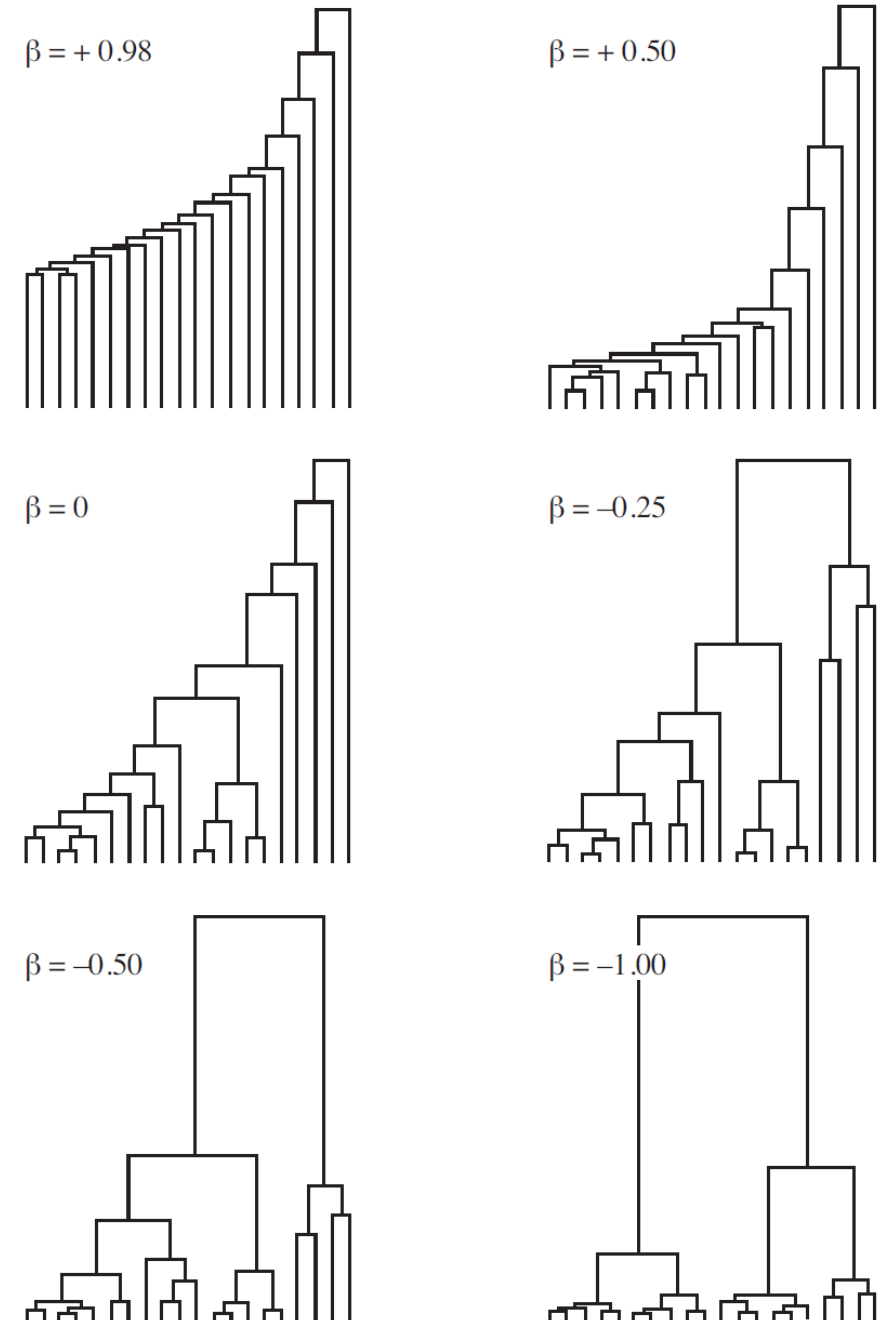 β = + 0.98
β = + 0.50
β = 0
β = –0.25
β = –0.50
β = –1.00